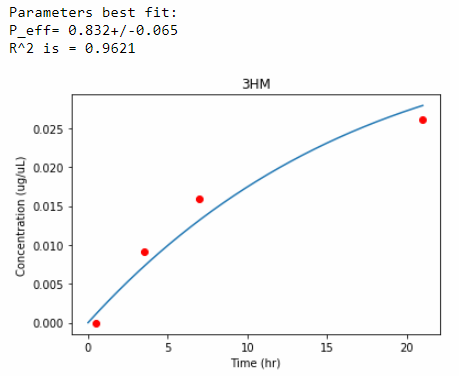 Parameters best fit:
P_eff= 0.832+/-0.065
R^2 is = 0.9621
3HM
Concentration (ug/uL)
0.025
0.020
0.015
0.010
0.005
0.000
0 5 10 15 20
Time (hr)